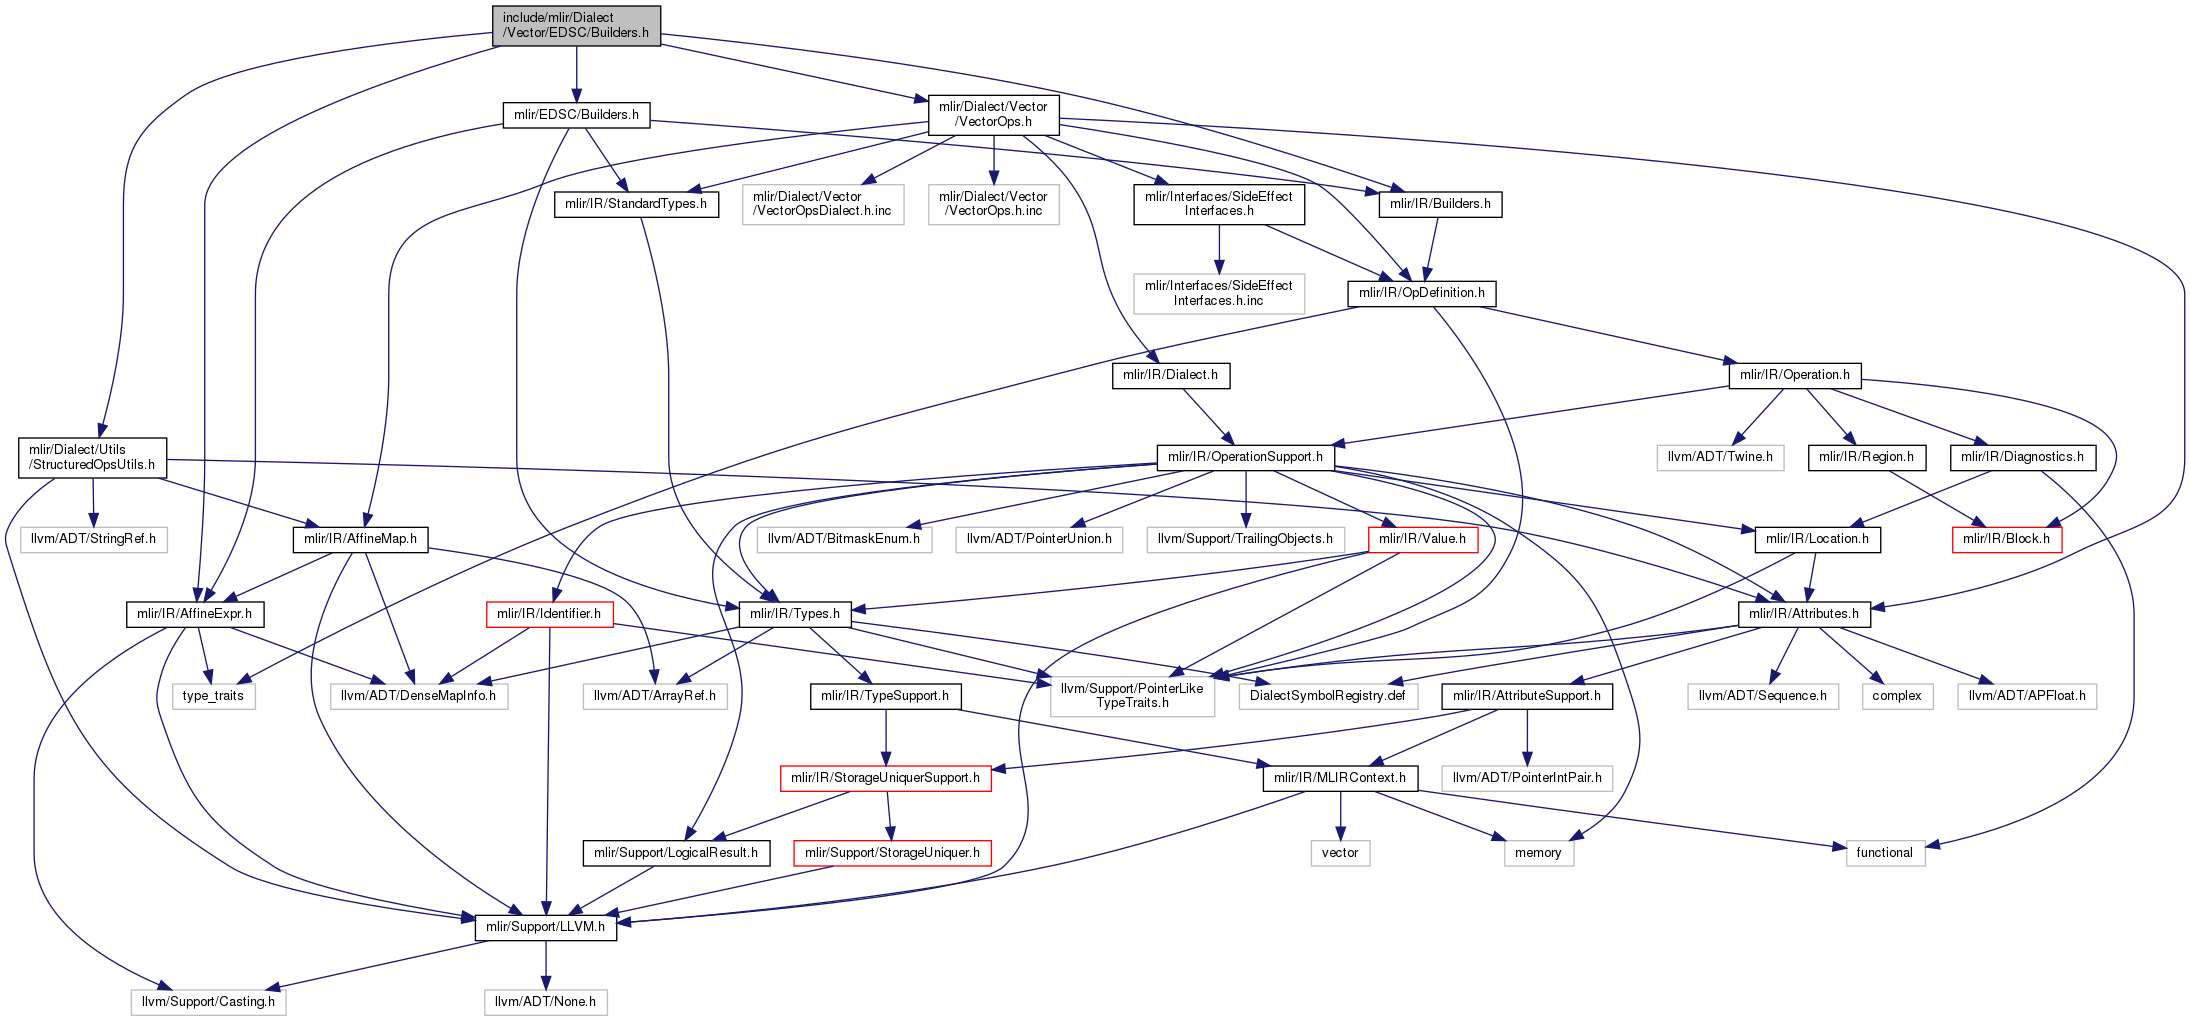 include/mlir/Dialect
/Vector/EDSC/Builders.h
mlir/EDSC/Builders.h
mlir/Dialect/Vector
/VectorOps.h
mlir/IR/StandardTypes.h
mlir/Dialect/Vector
/VectorOpsDialect.h.inc
mlir/Dialect/Vector
/VectorOps.h.inc
mlir/Interfaces/SideEffect
Interfaces.h
mlir/IR/Builders.h
mlir/Interfaces/SideEffect
Interfaces.h.inc
mlir/IR/OpDefinition.h
mlir/IR/Dialect.h
mlir/IR/Operation.h
mlir/Dialect/Utils
/StructuredOpsUtils.h
mlir/IR/OperationSupport.h
llvm/ADT/Twine.h
mlir/IR/Region.h
mlir/IR/Diagnostics.h
llvm/ADT/StringRef.h
mlir/IR/AffineMap.h
llvm/ADT/BitmaskEnum.h
llvm/ADT/PointerUnion.h
llvm/Support/TrailingObjects.h
mlir/IR/Value.h
mlir/IR/Location.h
mlir/IR/Block.h
mlir/IR/AffineExpr.h
mlir/IR/Identifier.h
mlir/IR/Types.h
mlir/IR/Attributes.h
type_traits
llvm/ADT/DenseMapInfo.h
llvm/ADT/ArrayRef.h
mlir/IR/TypeSupport.h
llvm/Support/PointerLike
TypeTraits.h
DialectSymbolRegistry.def
mlir/IR/AttributeSupport.h
llvm/ADT/Sequence.h
complex
llvm/ADT/APFloat.h
mlir/IR/StorageUniquerSupport.h
mlir/IR/MLIRContext.h
llvm/ADT/PointerIntPair.h
mlir/Support/LogicalResult.h
mlir/Support/StorageUniquer.h
vector
memory
functional
mlir/Support/LLVM.h
llvm/Support/Casting.h
llvm/ADT/None.h